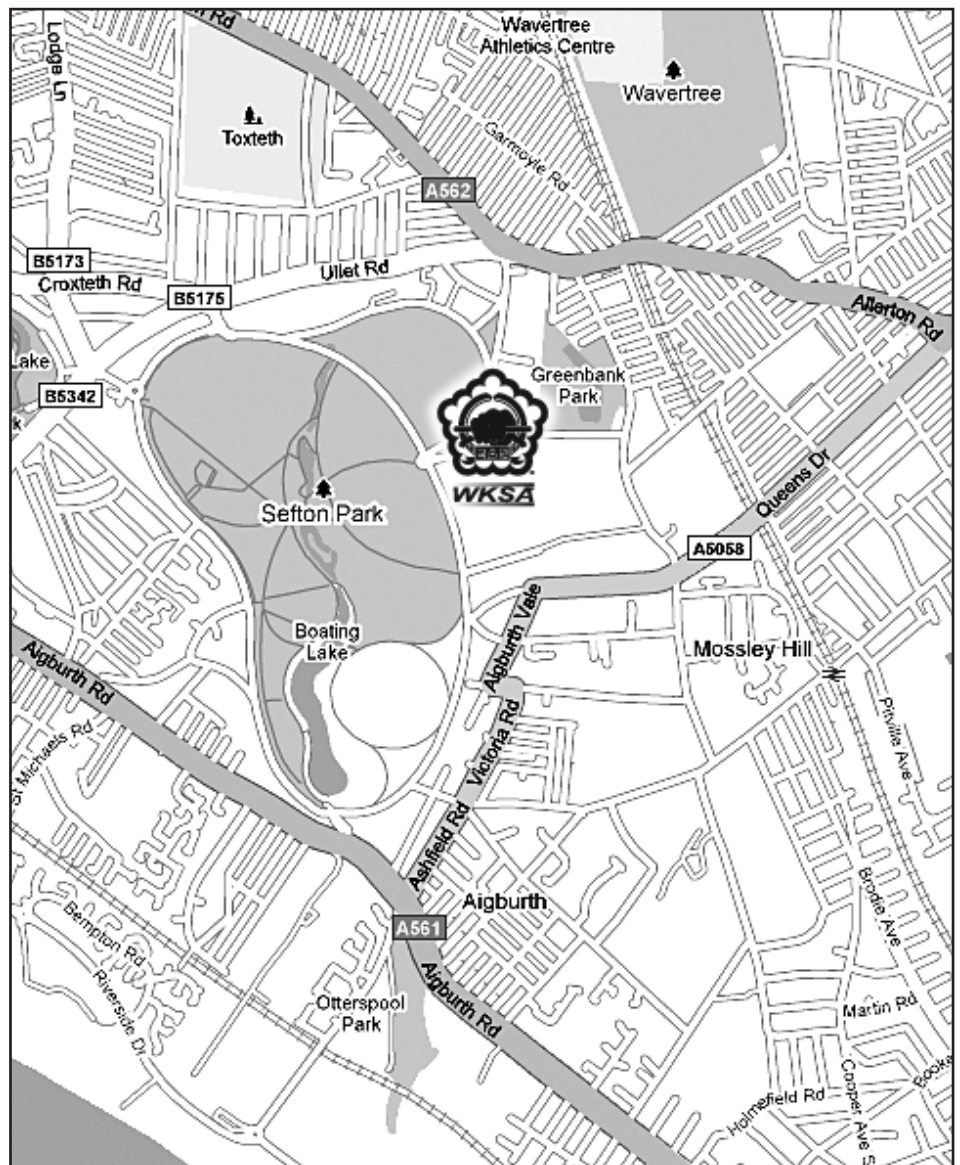 Rd
Lodge Ln
Wavertree
Athletics Centre
Wavertree
Toxteth
Garmoyle Rd
A562
B5173
Croxteth Rd
Ullet Rd
B5175
Allerton Rd
Lake
B5342
Greenbank
Park
WKSA
Sefton Park
Queens Dr
A5058
Aigburth Vale
Boating
Lake
Mossley Hill
Aigburth Rd
Victoria Rd
Pitville Ave
St Michaels Rd
Ashfield Rd
Aigburth
Brodie Ave
A561
Bempton Rd
Aigburth Rd
Riverside Dr
Otterspool
Park
Martin Rd
Holmefield Rd
Cooper Ave S
Booke